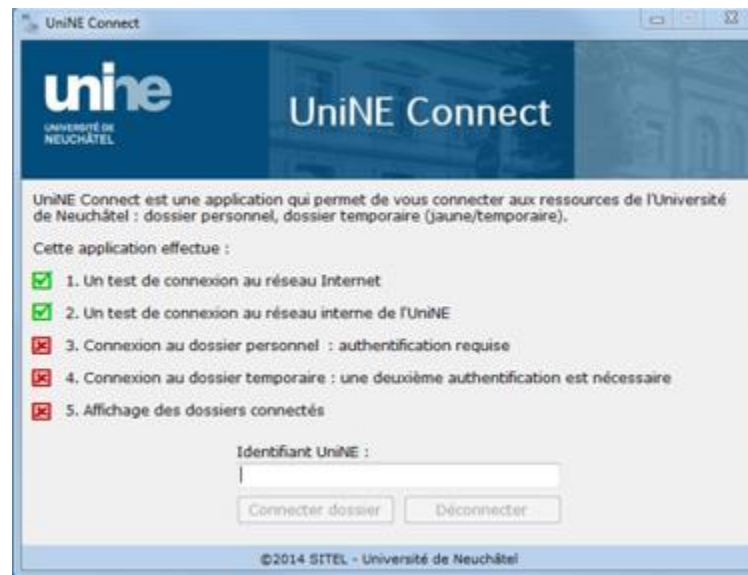 UniNE Connect
unine
UNIVERSITÉ DE
NEUCHÂTEL
UniNE Connect
UniNE Connect est une application qui permet de vous connecter aux ressources de l'Université
de Neuchâtel : dossier personnel, dossier temporaire (jaune/temporaire).
Cette application effectue :
1. Un test de connexion au réseau Internet
2. Un test de connexion au réseau interne de l'UniNE
3. Connexion au dossier personnel : authentification requise
4. Connexion au dossier temporaire : une deuxième authentification est nécessaire
5. Affichage des dossiers connectés
Identifiant UniNE :
Connecter dossier Déconnecter
©2014 SITEL - Université de Neuchâtel